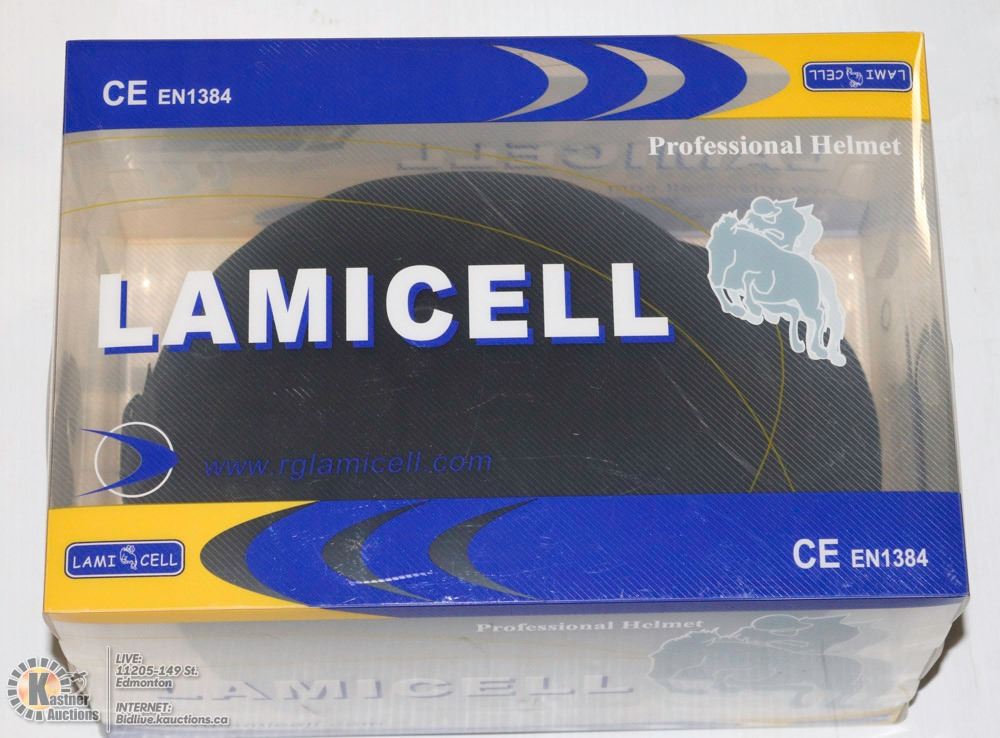 CE EN1384
LAMI CELL
Professional Helmet
LAMICELL
www.rglamicell.com
LAMI CELL
CE EN1384
Professional Helmet
LAMICELL
Kastner
Auctions
LIVE:
11205-149 St.
Edmonton
INTERNET:
Bidlive.kauctions.ca